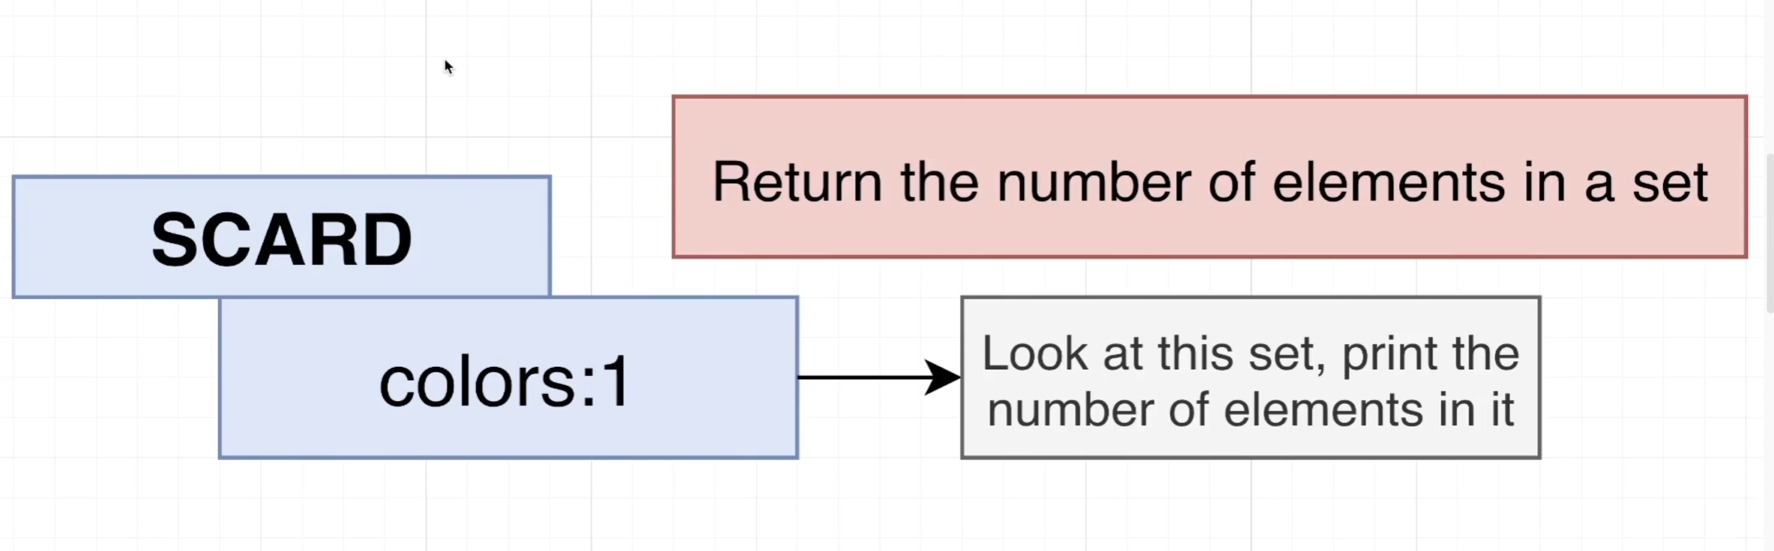 Return the number of elements in a set
SCARD
colors:1
Look at this set, print the
number of elements in it